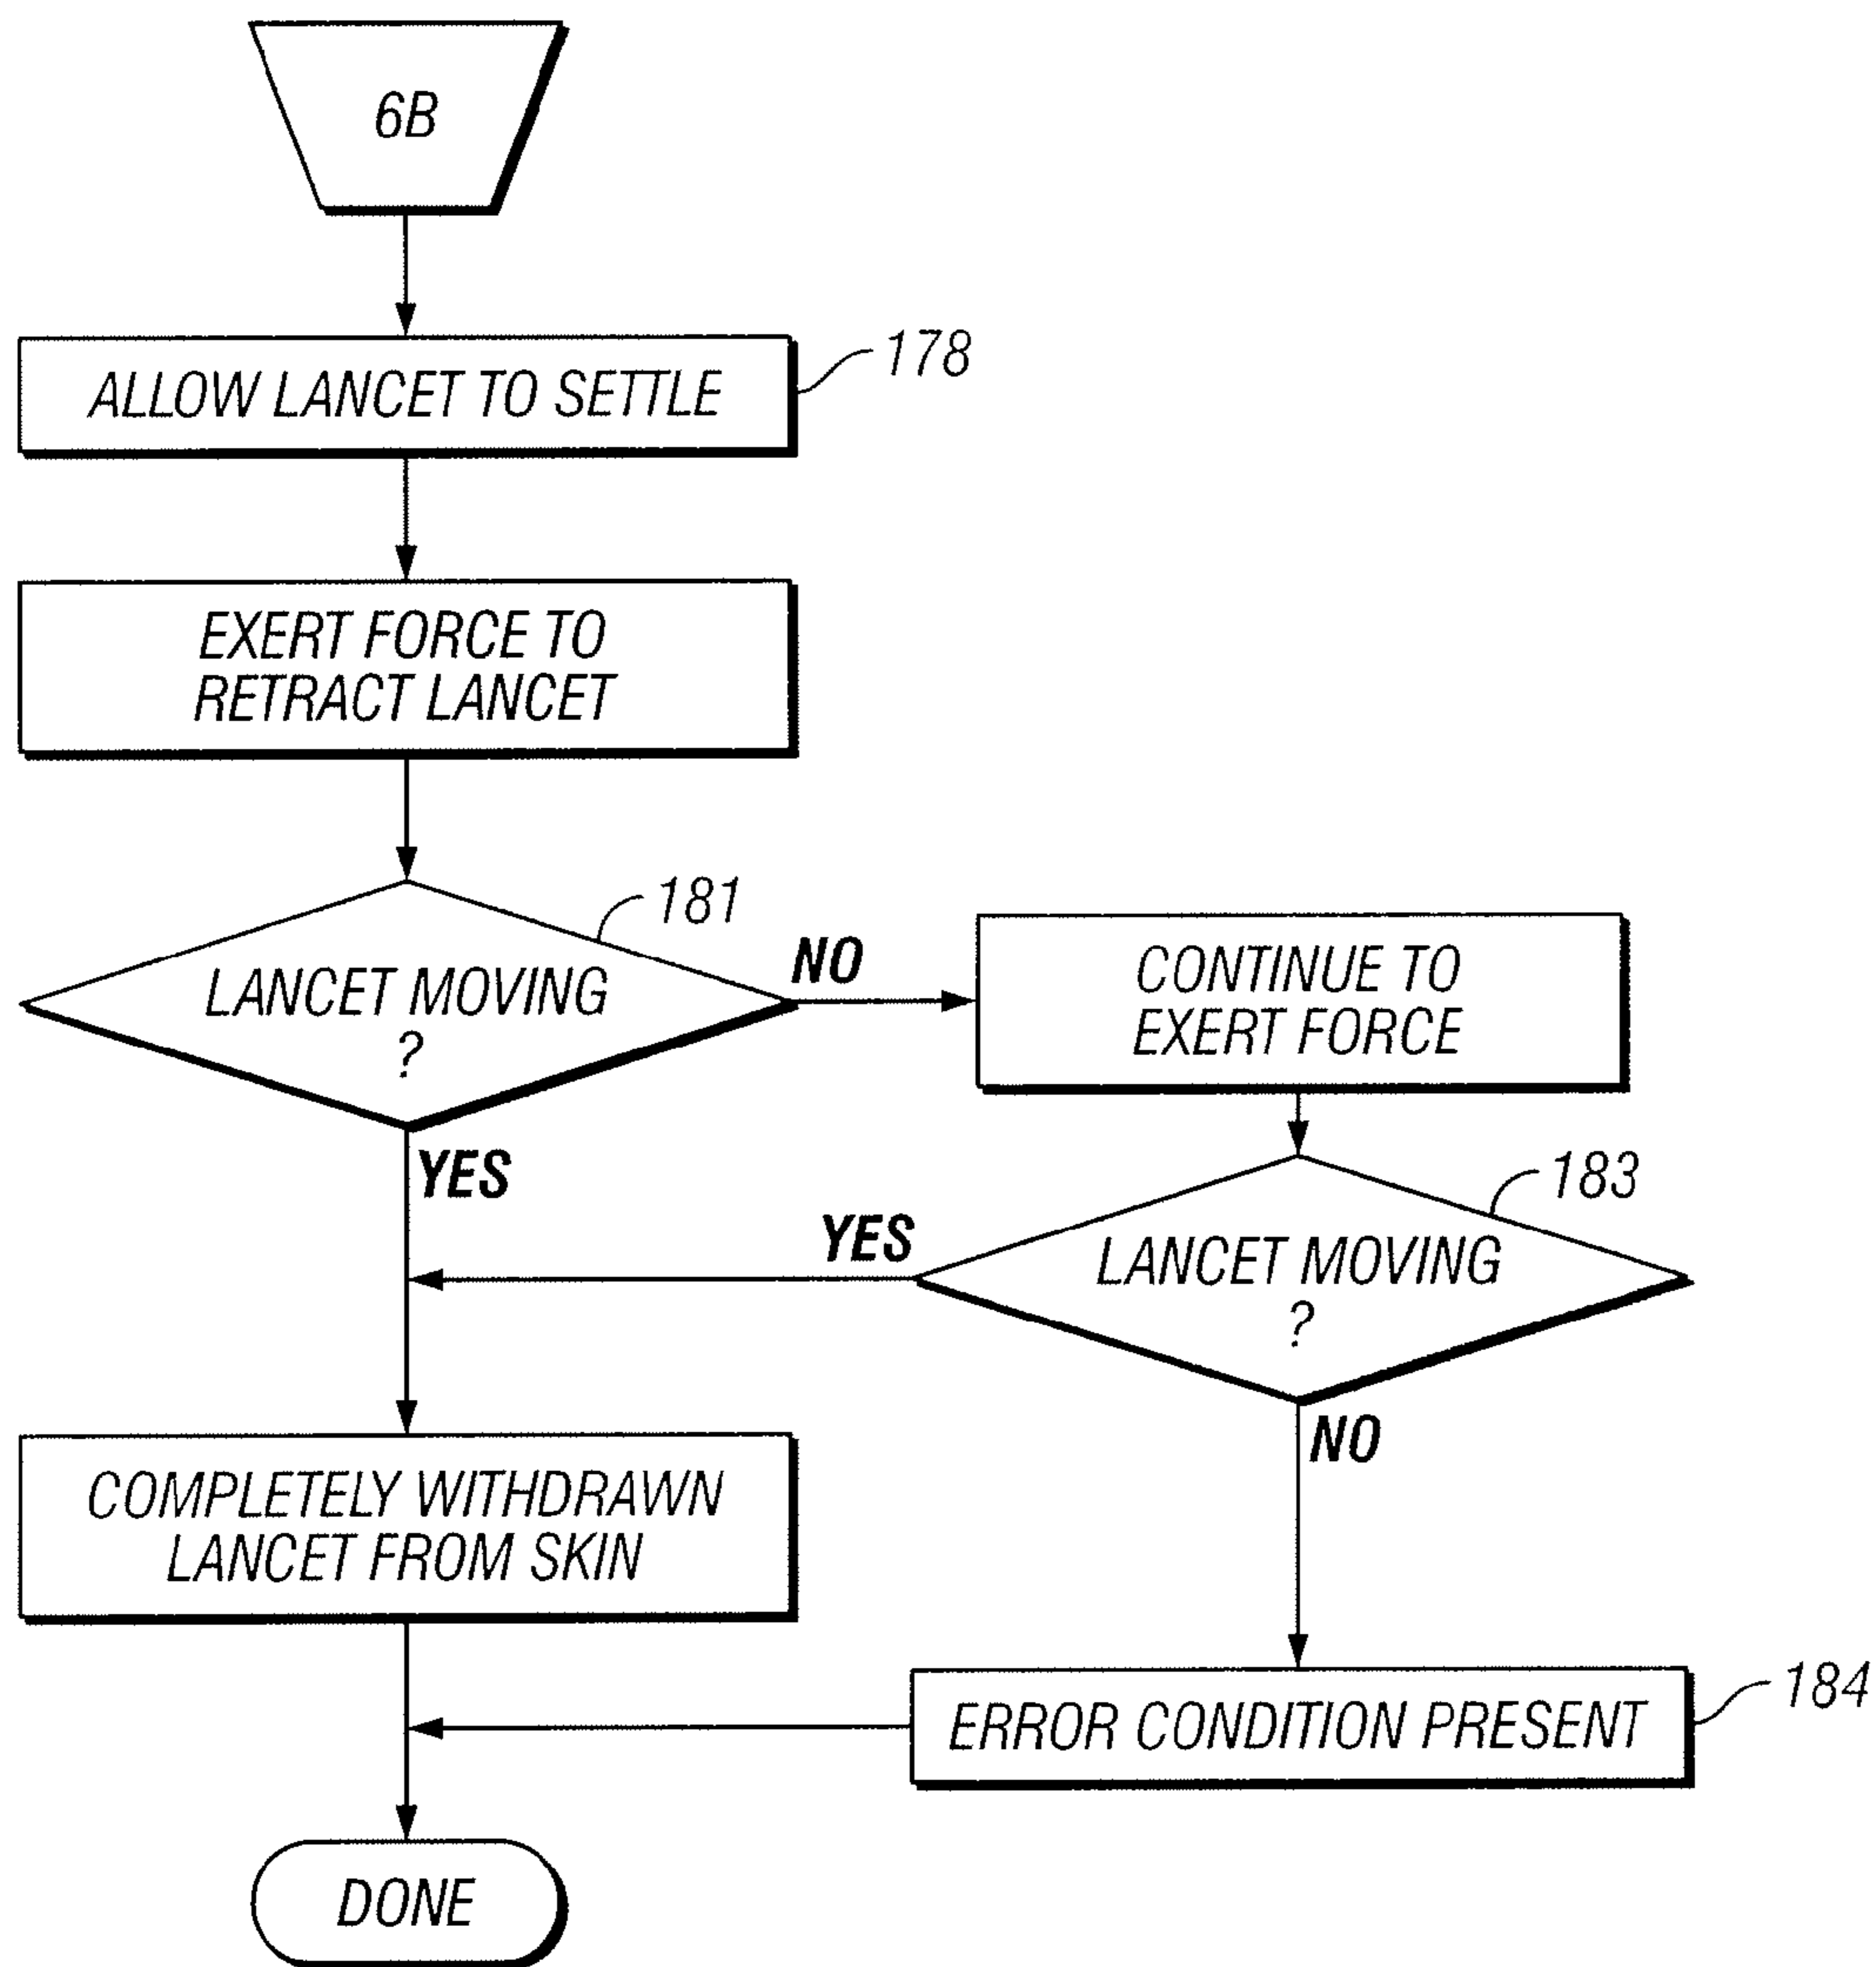 6B
ALLOW LANCET TO SETTLE
178
EXERT FORCE TO
RETRACT LANCET
181
LANCET MOVING
?
NO
CONTINUE TO
EXERT FORCE
YES
183
YES
LANCET MOVING
?
NO
COMPLETELY WITHDRAWN
LANCET FROM SKIN
184
ERROR CONDITION PRESENT
DONE